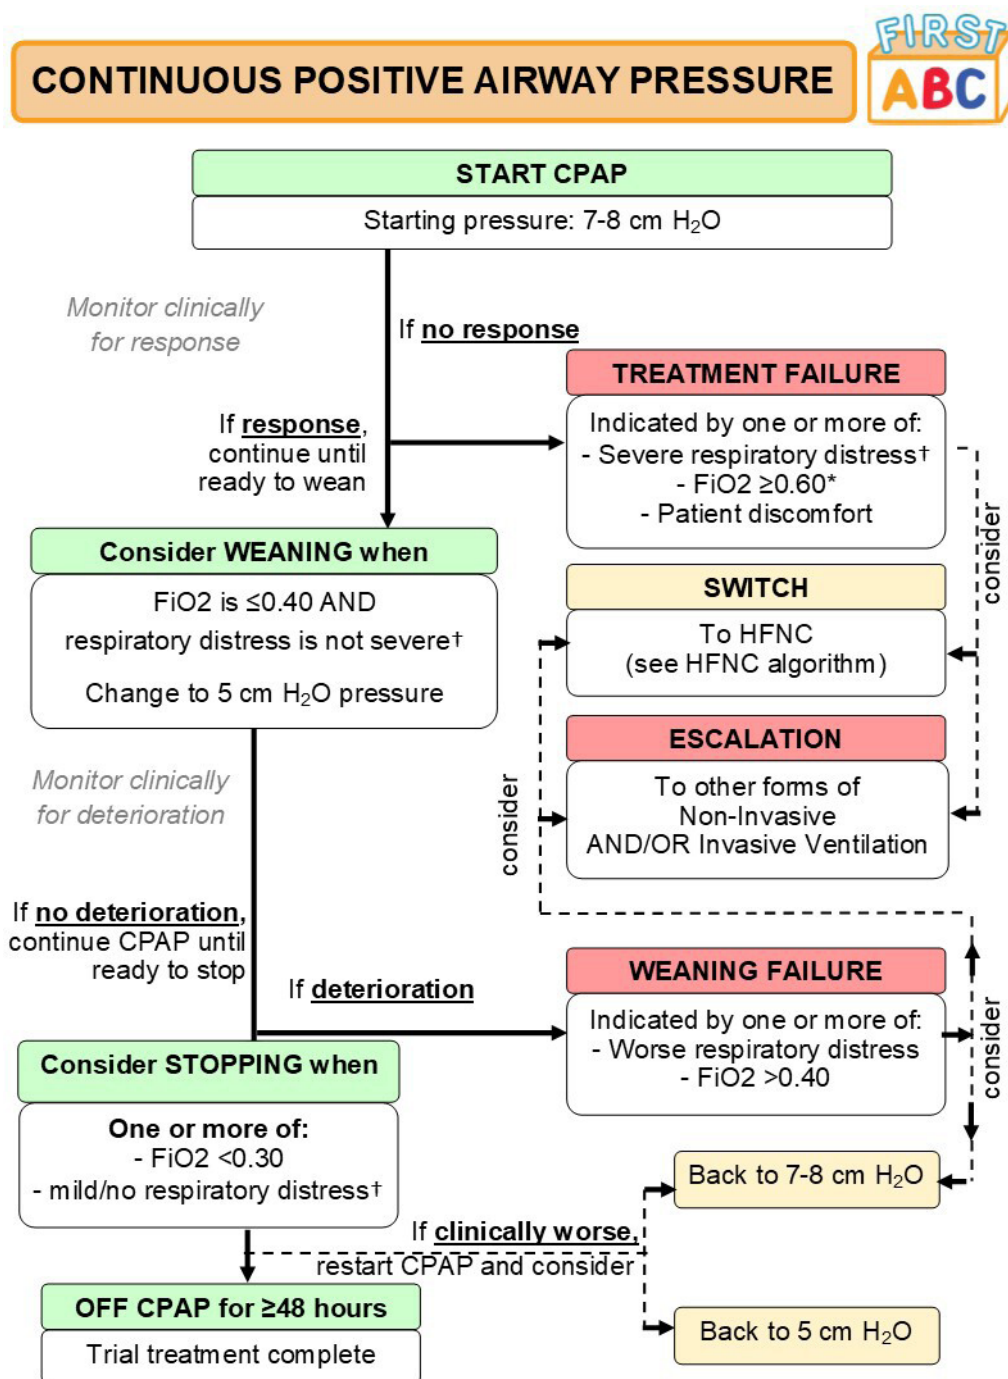 FIRST
ABC
CONTINUOUS POSITIVE AIRWAY PRESSURE
START CPAP
Starting pressure: 7-8 cm H₂O
Monitor clinically
for response
If no response
If response,
continue until
ready to wean
TREATMENT FAILURE
Indicated by one or more of:
- Severe respiratory distress†
- FiO2 ≥0.60*
- Patient discomfort
consider
Consider WEANING when
FiO2 is ≤0.40 AND
respiratory distress is not severe†
Change to 5 cm H₂O pressure
SWITCH
To HFNC
(see HFNC algorithm)
ESCALATION
To other forms of
Non-Invasive
AND/OR Invasive Ventilation
consider
Monitor clinically
for deterioration
If no deterioration,
continue CPAP until
ready to stop
If deterioration
WEANING FAILURE
Indicated by one or more of:
- Worse respiratory distress
- FiO2 >0.40
consider
Consider STOPPING when
One or more of:
- FiO2 <0.30
- mild/no respiratory distress†
Back to 7-8 cm H₂O
If clinically worse,
restart CPAP and consider
Back to 5 cm H₂O
OFF CPAP for ≥48 hours
Trial treatment complete